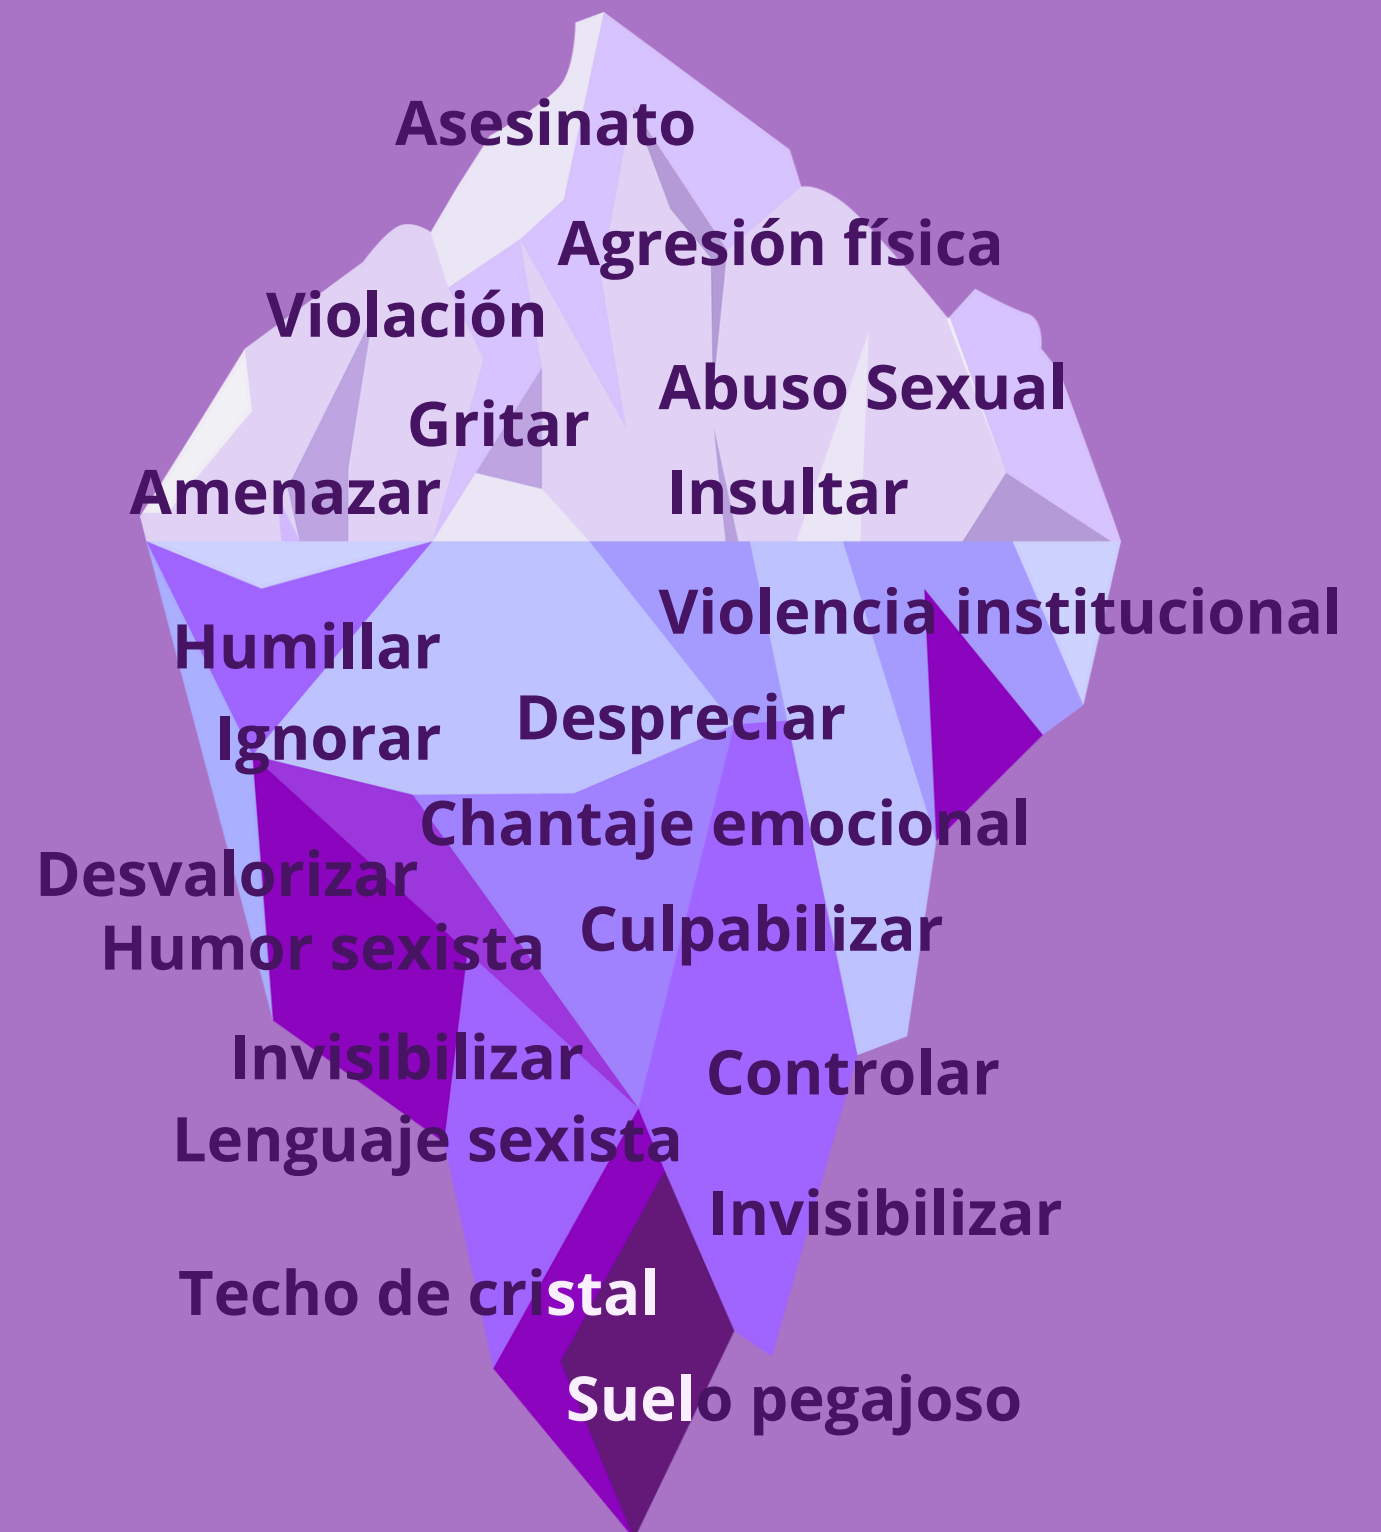 Asesinato
Agresión física
Violación
Abuso Sexual
Gritar
Amenazar
Insultar
Violencia institucional
Humillar
Despreciar
Ignorar
Chantaje emocional
Desvalorizar
Culpabilizar
Humor sexista
Invisibilizar
Controlar
Lenguaje sexista
Invisibilizar
Techo de cristal
Suelo pegajoso